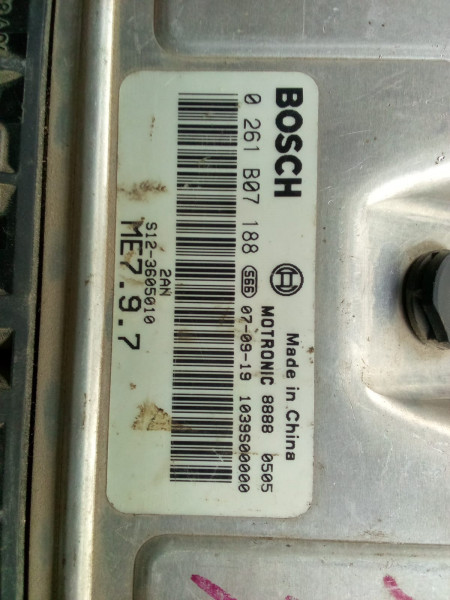 BOSCH
Made in China
MOTRONIC 8888 0505
0 261 B07 188 S6B 07-09-19 1039S00000
2AN
S12-3605010
ME7.9.7